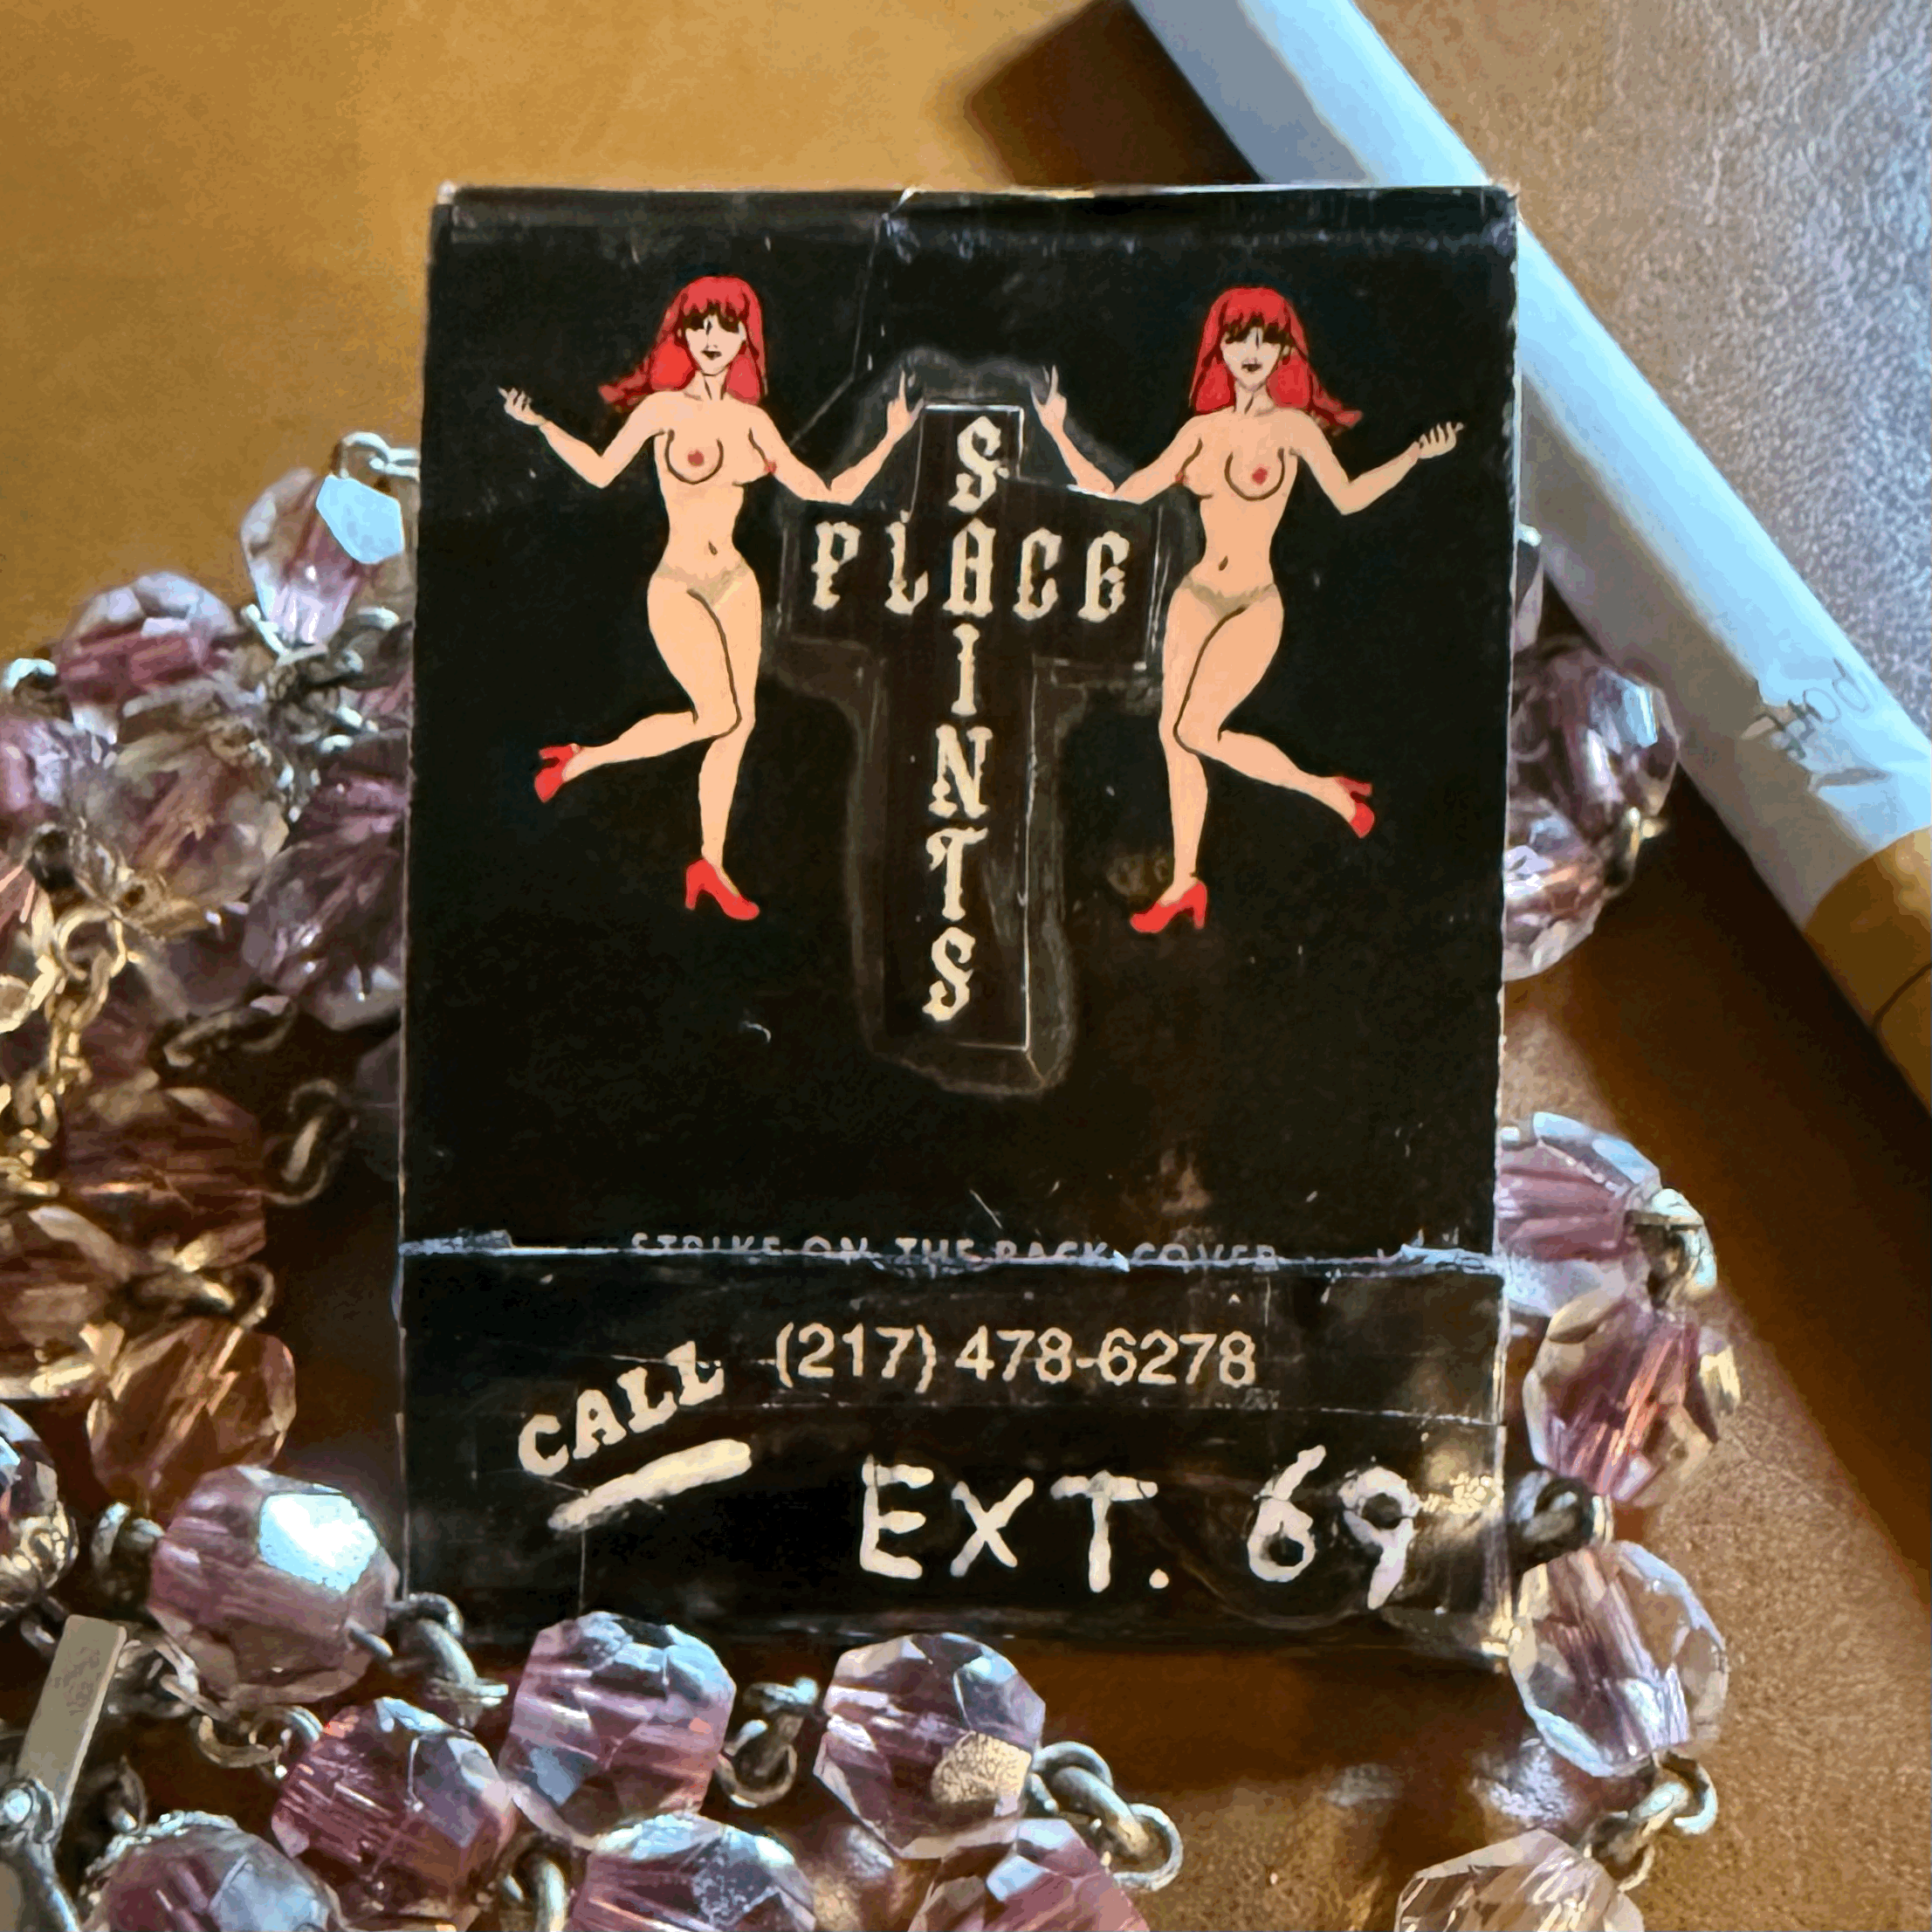 SAINTS
PLACE
STRIKE ON THE BACK COVER
CALL (217) 478-6278
EXT. 69